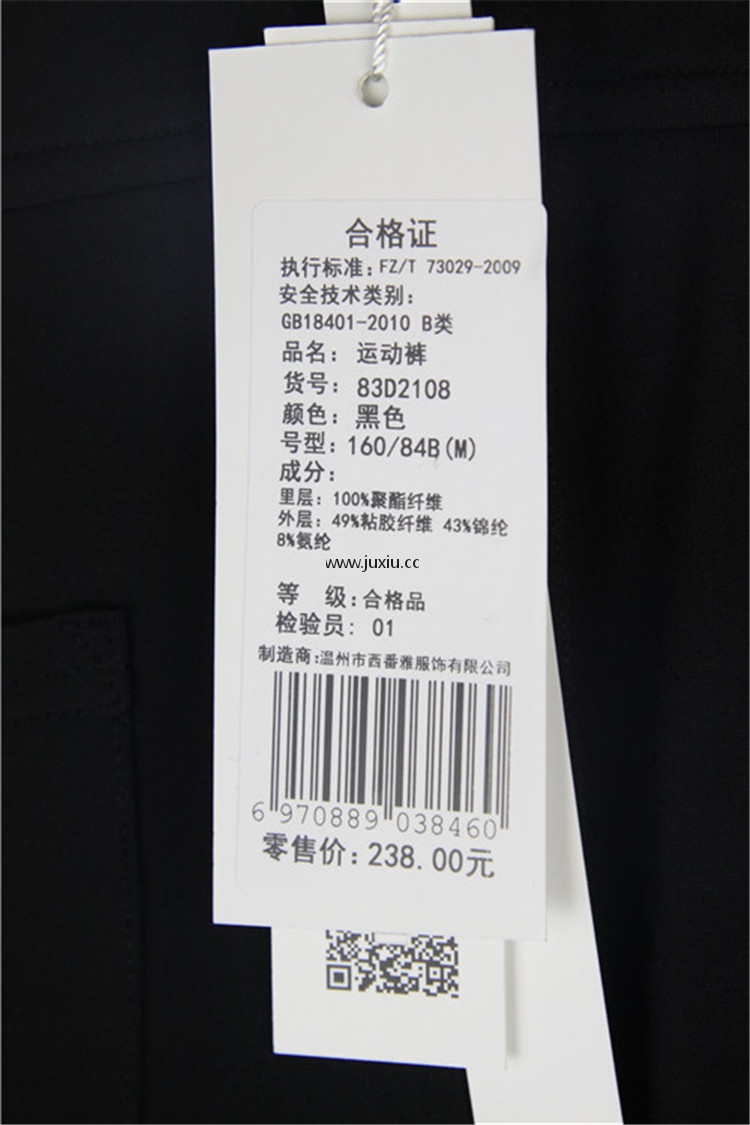 合格证
执行标准：FZ/T 73029-2009
安全技术类别：
GB18401-2010 B类
品名：运动裤
货号：83D2108
颜色：黑色
号型：160/84B(M)
成分：
里层：100%聚酯纤维
外层：49%粘胶纤维 43%锦纶
8%氨纶
www.juxiu.cc
等 级：合格品
检验员：01
制造商：温州市西番雅服饰有限公司
6 970889 038460
零售价：238.00元